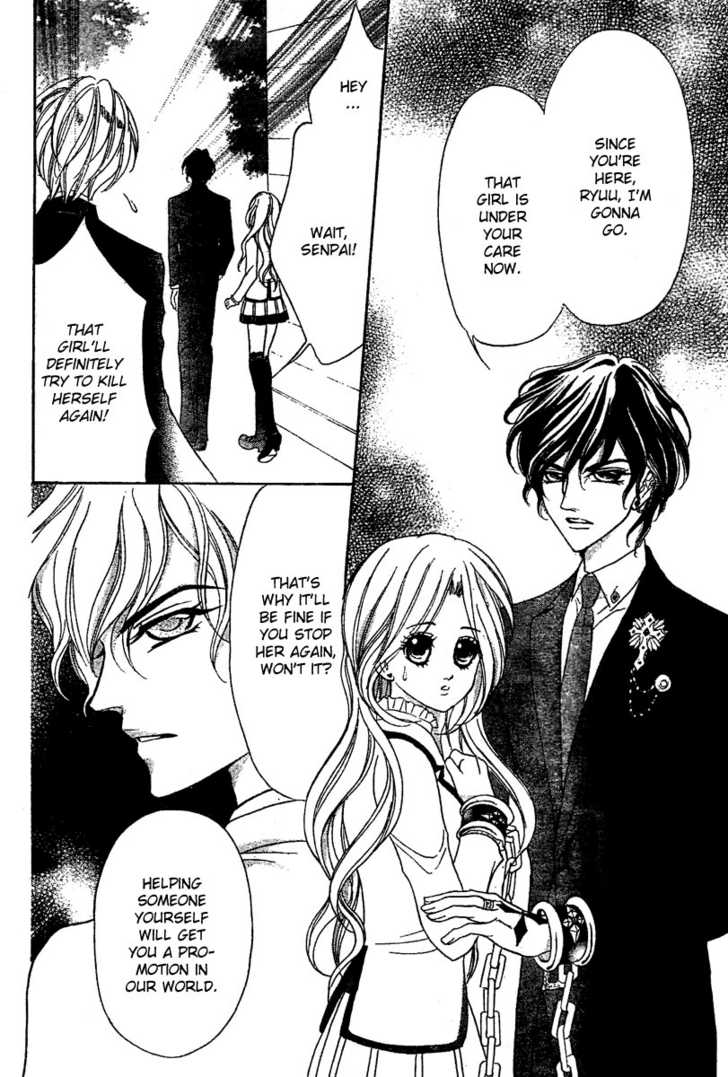 SINCE
YOU'RE
HERE,
RYUU, I'M
GONNA
GO.
THAT
GIRL IS
UNDER
YOUR
CARE
NOW.
HEY
...
WAIT,
SENPAI!
THAT
GIRL'LL
DEFINITELY
TRY TO KILL
HERSELF
AGAIN!
THAT'S
WHY IT'LL
BE FINE IF
YOU STOP
HER AGAIN,
WON'T IT?
HELPING
SOMEONE
YOURSELF
WILL GET
YOU A PRO-
MOTION IN
OUR WORLD.